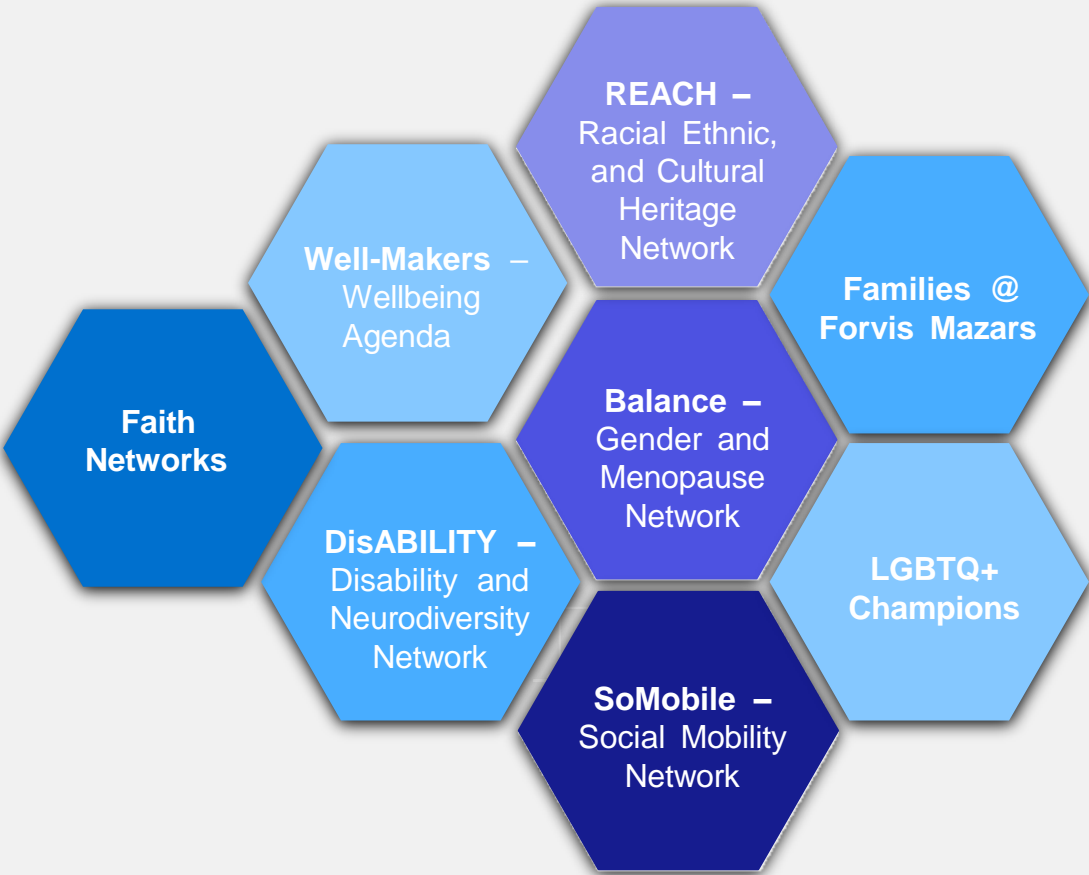 REACH –
Racial Ethnic,
and Cultural
Heritage
Network
Well-Makers –
Wellbeing
Agenda
Families @
Forvis Mazars
Faith
Networks
Balance –
Gender and
Menopause
Network
DisABILITY –
Disability and
Neurodiversity
Network
LGBTQ+
Champions
SoMobile –
Social Mobility
Network